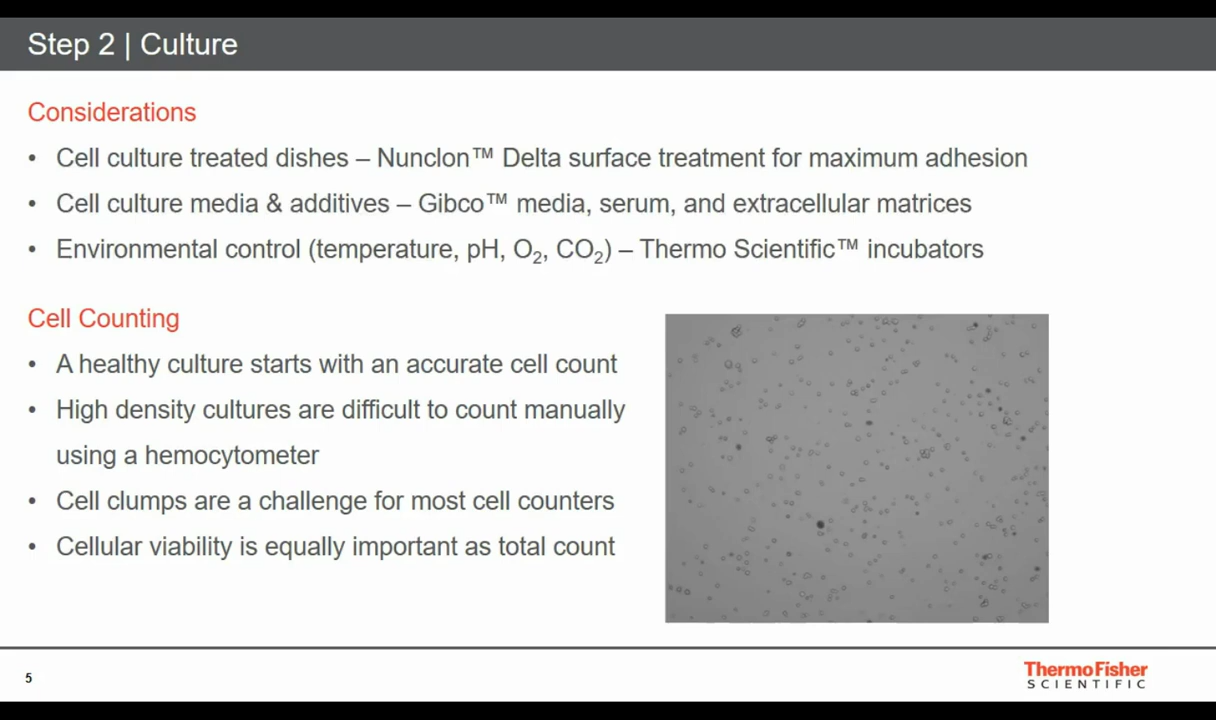 Step 2 | Culture
Considerations
• Cell culture treated dishes – Nunclon™ Delta surface treatment for maximum adhesion
• Cell culture media & additives – Gibco™ media, serum, and extracellular matrices
• Environmental control (temperature, pH, O₂, CO₂) – Thermo Scientific™ incubators
Cell Counting
• A healthy culture starts with an accurate cell count
• High density cultures are difficult to count manually
using a hemocytometer
• Cell clumps are a challenge for most cell counters
• Cellular viability is equally important as total count
5
ThermoFisher
SCIENTIFIC